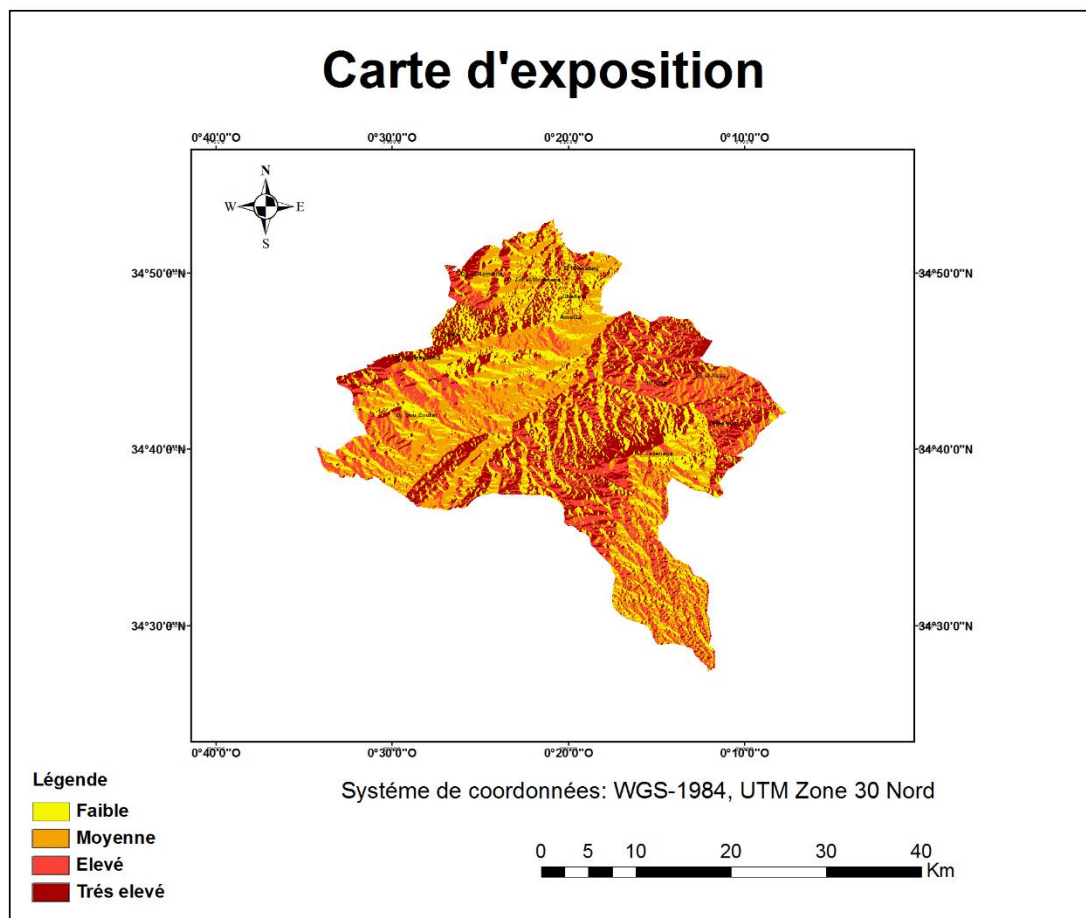 Carte d'exposition
0°40'0"O 0°30'0"O 0°20'0"O 0°10'0"O
N
W E
S
34°50'0"N 34°50'0"N
34°40'0"N 34°40'0"N
34°30'0"N 34°30'0"N
0°40'0"O 0°30'0"O 0°20'0"O 0°10'0"O
Légende
Faible
Moyenne
Elevé
Trés elevé
Systéme de coordonnées: WGS-1984, UTM Zone 30 Nord
0 5 10 20 30 40
Km